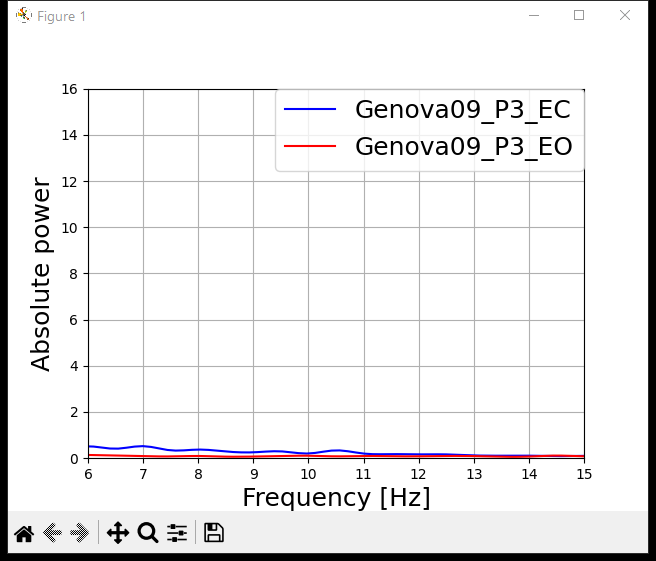 Figure 1
Genova09_P3_EC
Genova09_P3_EO
16
14
12
10
8
6
4
2
0
Absolute power
6 7 8 9 10 11 12 13 14 15
Frequency [Hz]